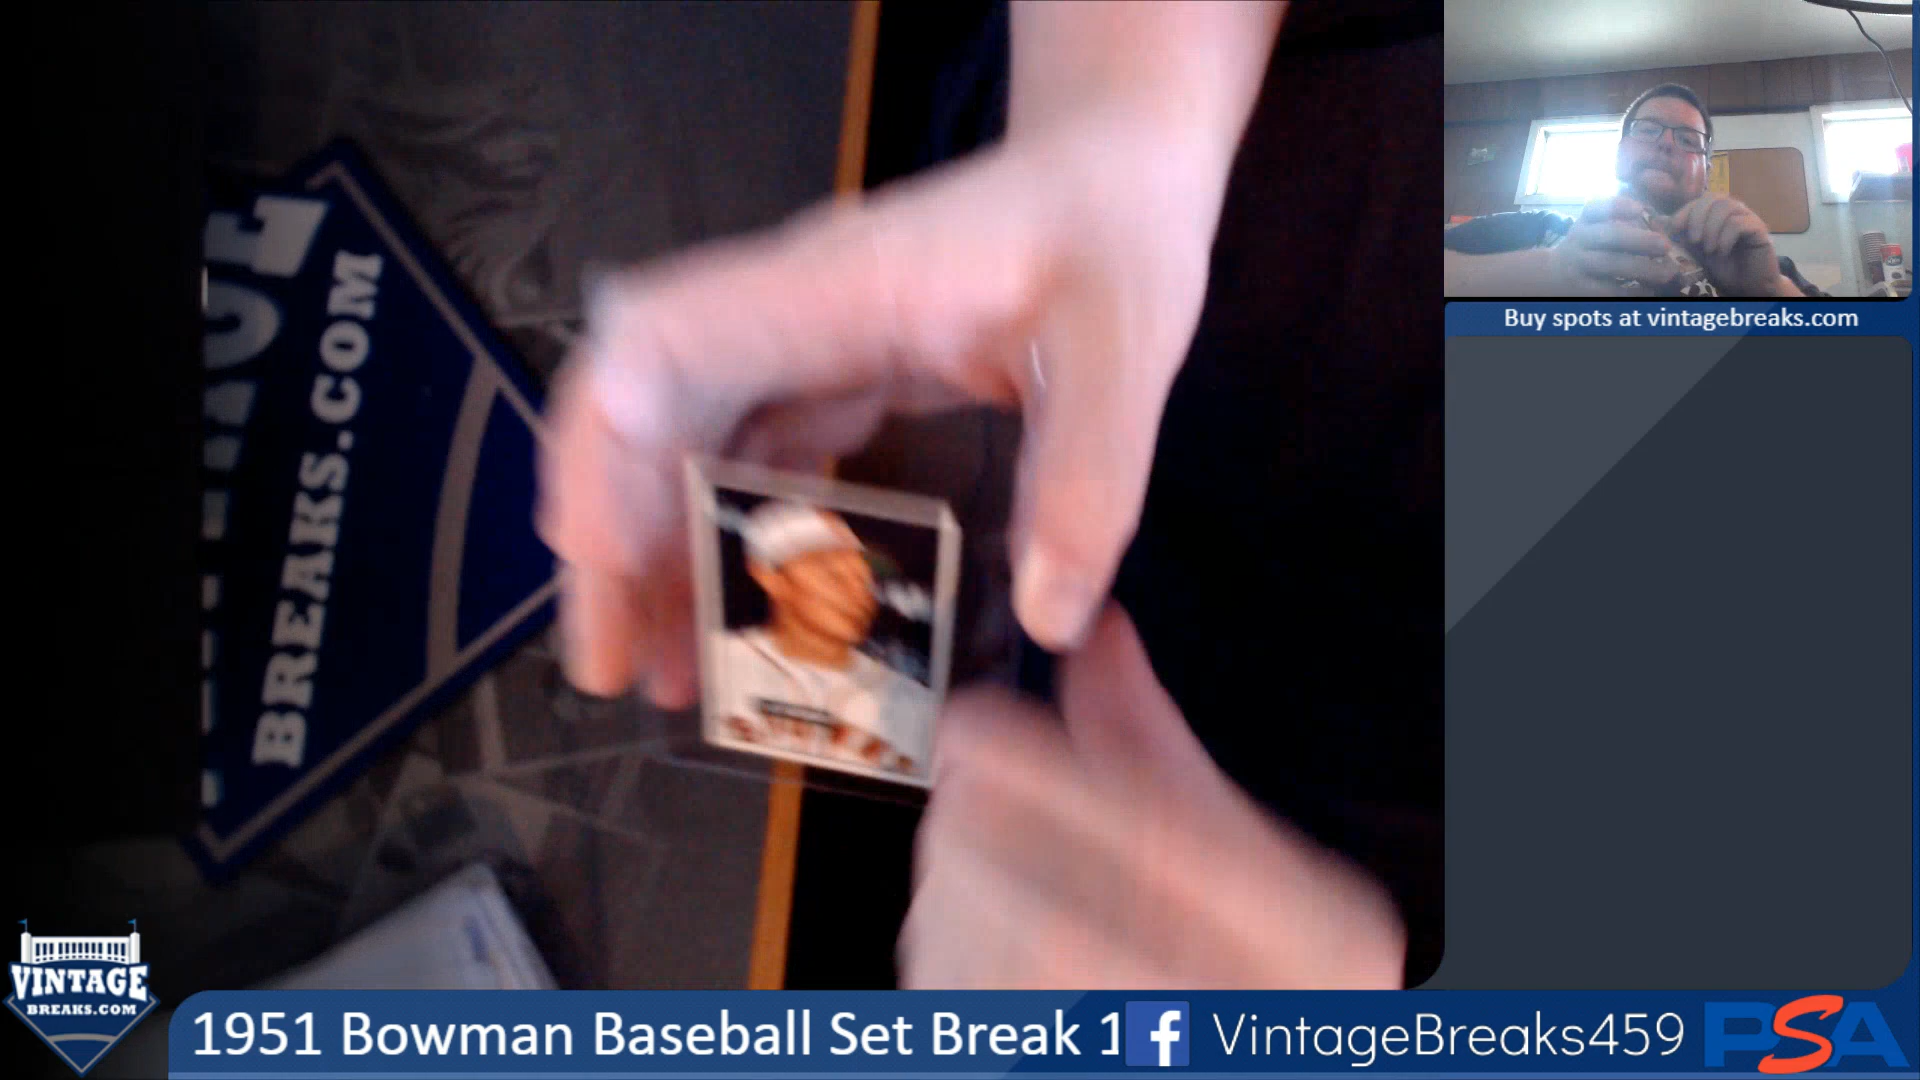 BREAKS.COM
Buy spots at vintagebreaks.com
VINTAGE
BREAKS.COM
1951 Bowman Baseball Set Break 1
VintageBreaks459
PSA